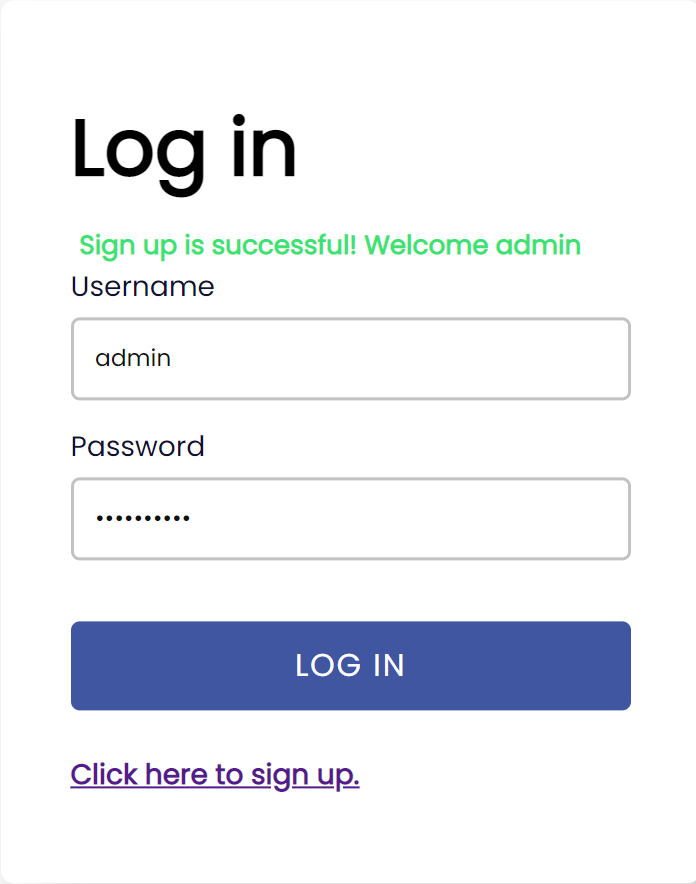 Log in
Sign up is successful! Welcome admin
Username
admin
Password
••••••••••
LOG IN
Click here to sign up.